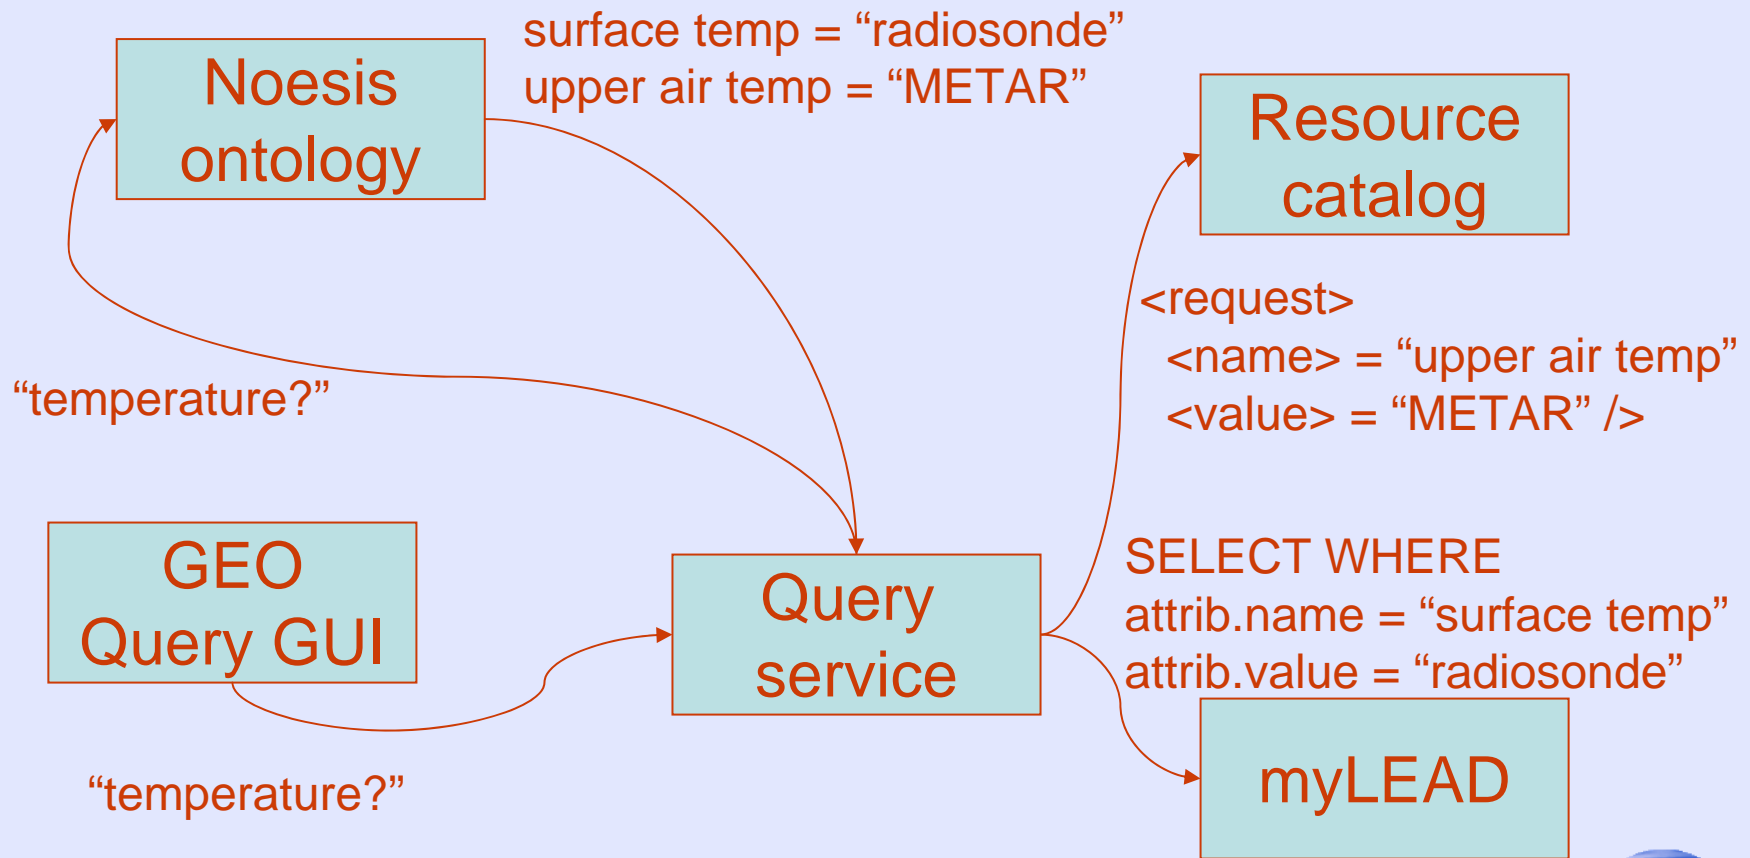 surface temp = “radiosonde”
upper air temp = “METAR”
Noesis
ontology
Resource
catalog
<request>
<name> = “upper air temp”
<value> = “METAR” />
“temperature?”
GEO
Query GUI
Query
service
SELECT WHERE
attrib.name = “surface temp”
attrib.value = “radiosonde”
“temperature?”
myLEAD